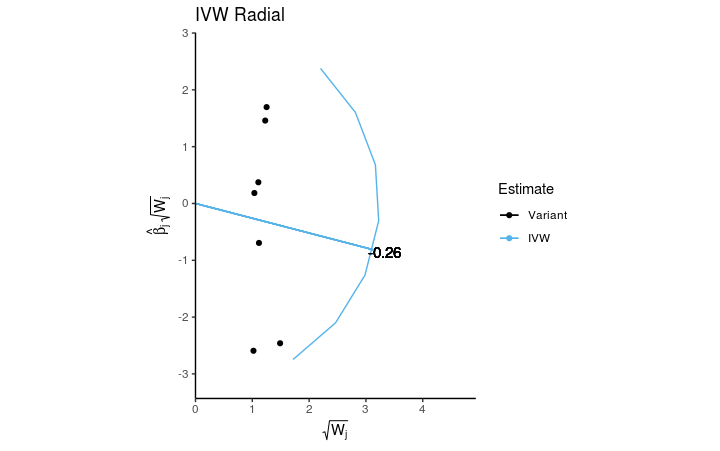 IVW Radial
3
2
1
0
-1
-2
-3
β̂j√Wj
-0.26
0
1
2
3
4
√Wj
Estimate
Variant
IVW